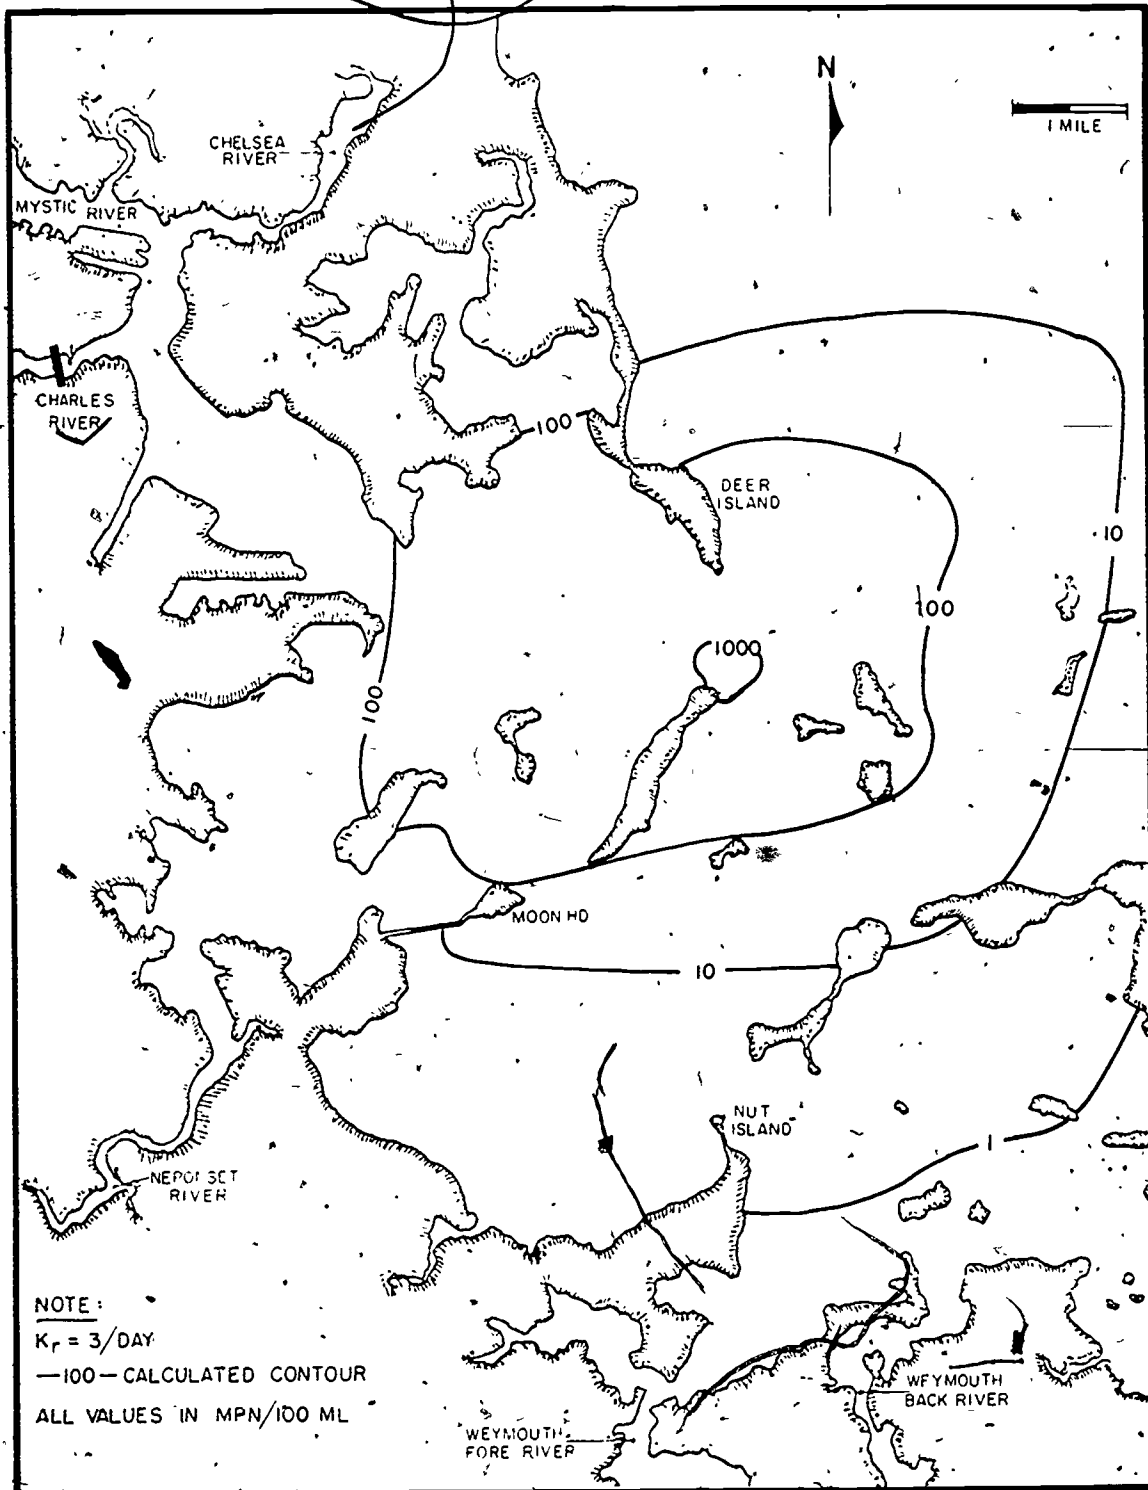 N
1 MILE
CHELSEA
RIVER
MYSTIC RIVER
CHARLES
RIVER
100
DEER
ISLAND
10
100
1000
100
MOON HD
10
NUT
ISLAND
1
NEPONSET
RIVER
NOTE:
Kr = 3/DAY
—100— CALCULATED CONTOUR
ALL VALUES IN MPN/100 ML
WEYMOUTH
BACK RIVER
WEYMOUTH
FORE RIVER